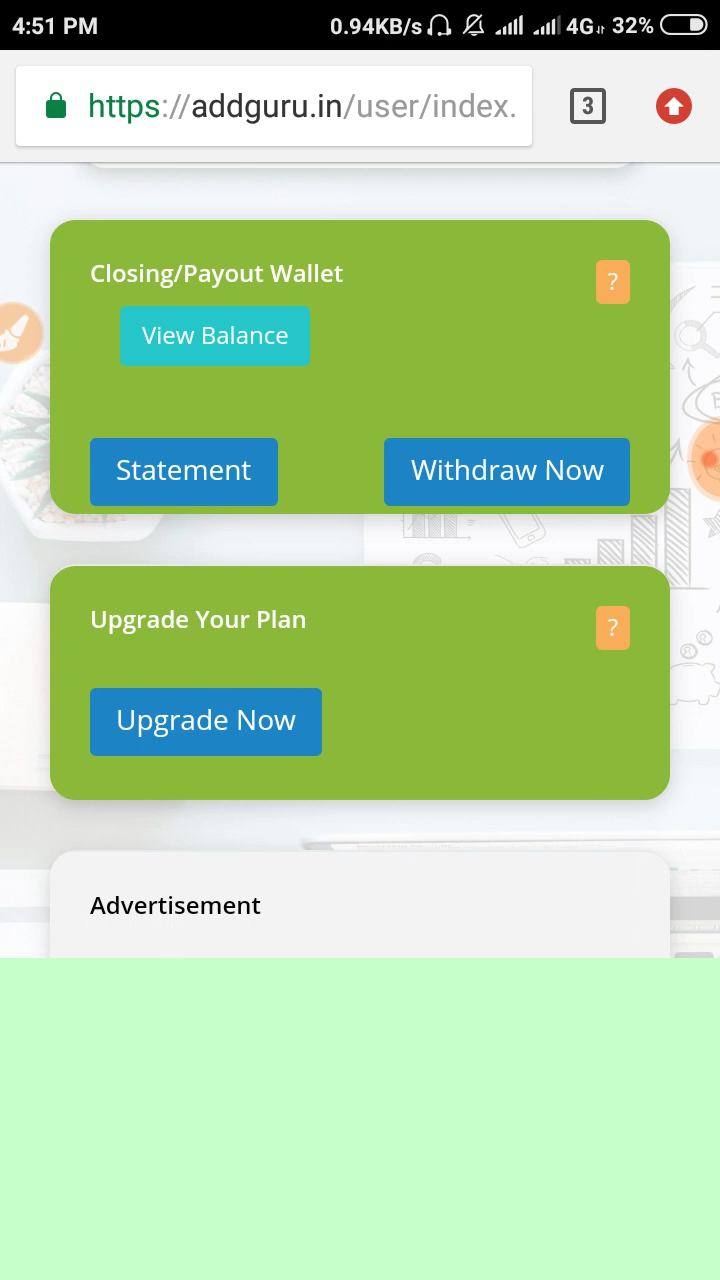 4:51 PM 0.94KB/s 4G 32%
https://addguru.in/user/index.
3
Closing/Payout Wallet ?
View Balance
Statement Withdraw Now
Upgrade Your Plan ?
Upgrade Now
Advertisement